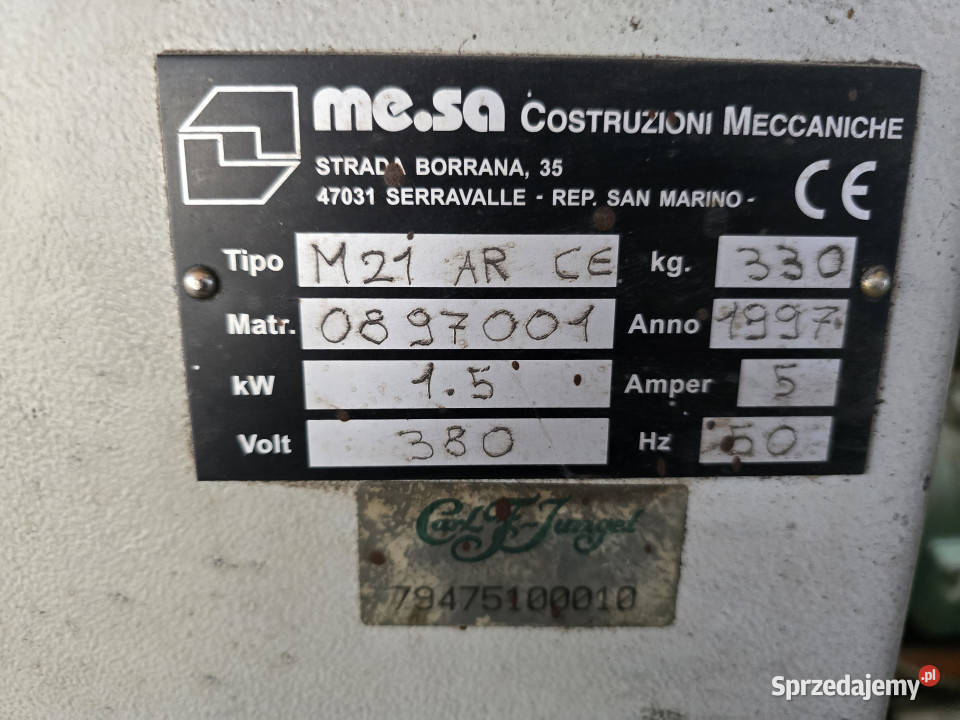 me.sa COSTRUZIONI MECCANICHE
STRADA BORRANA, 35
47031 SERRAVALLE - REP. SAN MARINO -
CE
Tipo M21 AR CE kg. 330
Matr. 0897001 Anno 1997
kW 1.5 Amper 5
Volt 380 Hz 50
Carl F. Jungel
79475100010
Sprzedajemy.pl